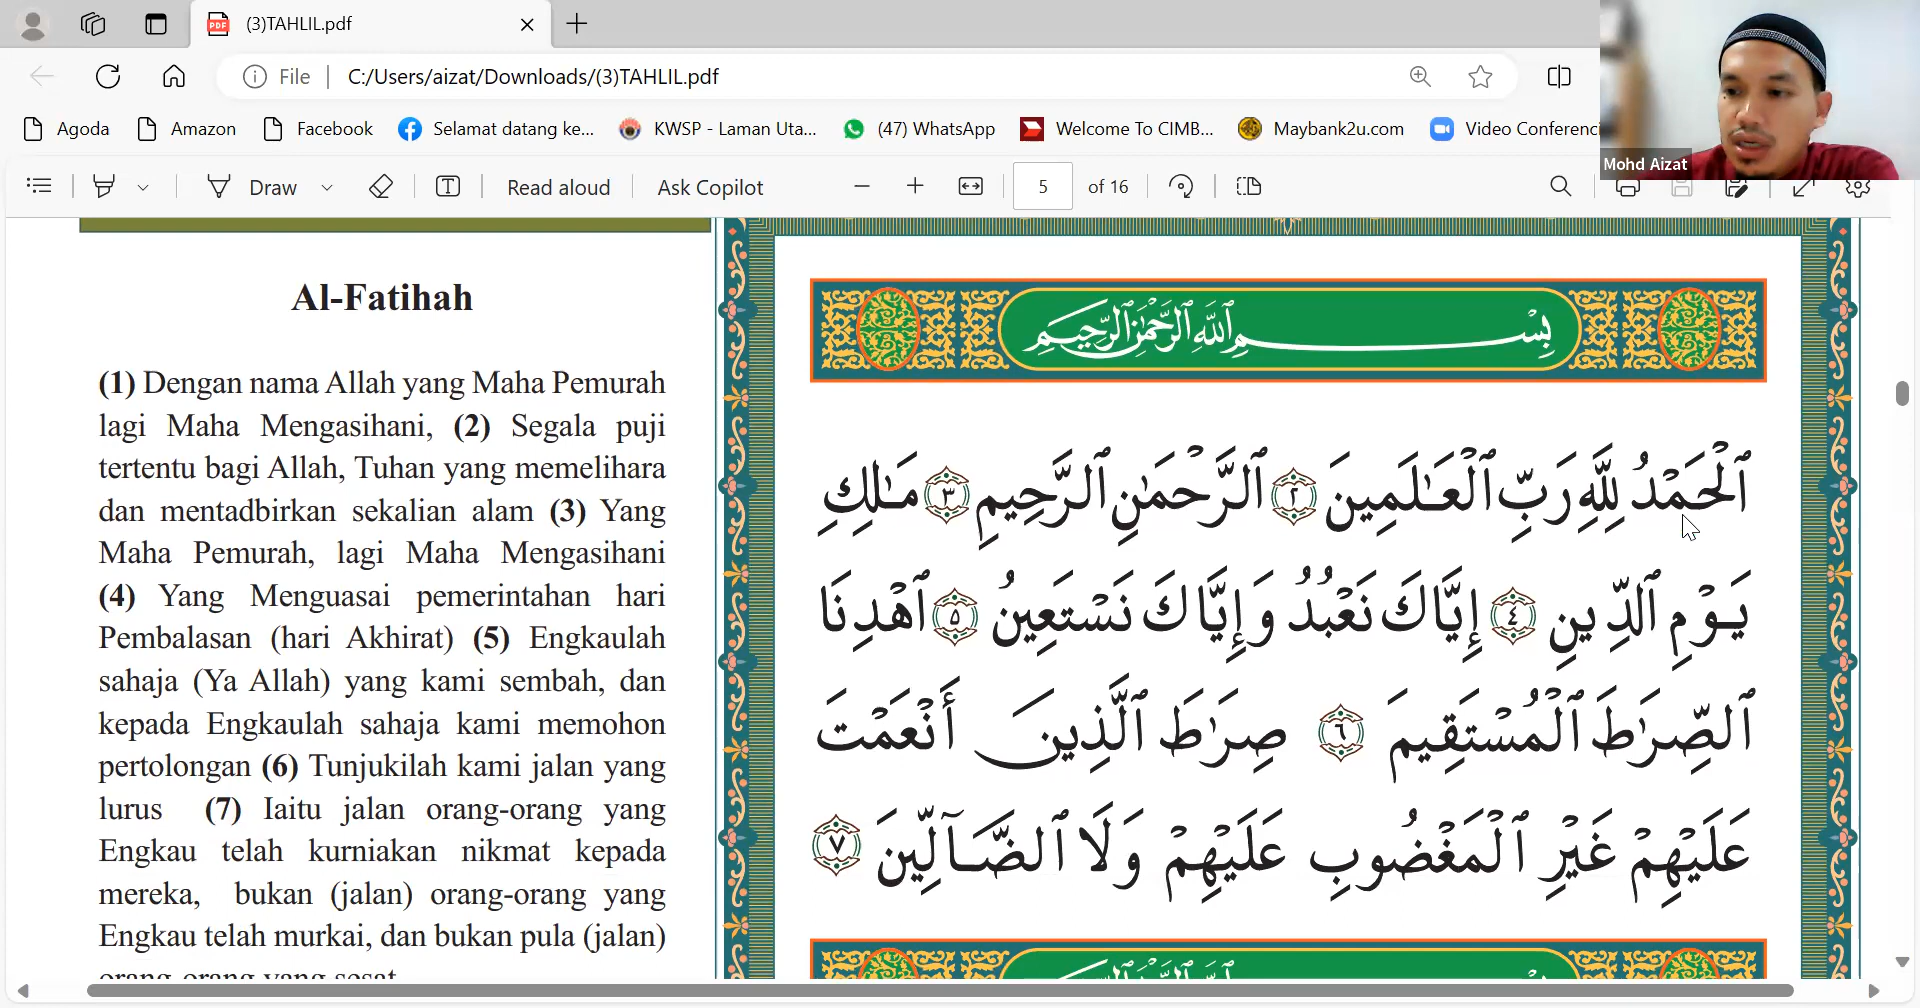 (3)TAHLIL.pdf
File
C:/Users/aizat/Downloads/(3)TAHLIL.pdf
Agoda
Amazon
Facebook
Selamat datang ke...
KWSP - Laman Uta...
(47) WhatsApp
Welcome To CIMB...
Maybank2u.com
Video Conferenci
Mohd Aizat
Draw
Read aloud
Ask Copilot
5
of 16
Al-Fatihah
(1) Dengan nama Allah yang Maha Pemurah
lagi Maha Mengasihani, (2) Segala puji
tertentu bagi Allah, Tuhan yang memelihara
dan mentadbirkan sekalian alam (3) Yang
Maha Pemurah, lagi Maha Mengasihani
(4) Yang Menguasai pemerintahan hari
Pembalasan (hari Akhirat) (5) Engkaulah
sahaja (Ya Allah) yang kami sembah, dan
kepada Engkaulah sahaja kami memohon
pertolongan (6) Tunjukilah kami jalan yang
lurus (7) Iaitu jalan orang-orang yang
Engkau telah kurniakan nikmat kepada
mereka, bukan (jalan) orang-orang yang
Engkau telah murkai, dan bukan pula (jalan)
orang-orang yang sesat
بِسْمِ ٱللَّهِ ٱلرَّحْمَٰنِ ٱلرَّحِيمِ
ٱلْحَمْدُ لِلَّهِ رَبِّ ٱلْعَـٰلَمِينَ ٢ ٱلرَّحْمَـٰنِ ٱلرَّحِيمِ ٣ مَـٰلِكِ
يَوْمِ ٱلدِّينِ ٤ إِيَّاكَ نَعْبُدُ وَإِيَّاكَ نَسْتَعِينُ ٥ ٱهْدِنَا
ٱلصِّرَٰطَ ٱلْمُسْتَقِيمَ ٦ صِرَٰطَ ٱلَّذِينَ أَنْعَمْتَ
عَلَيْهِمْ غَيْرِ ٱلْمَغْضُوبِ عَلَيْهِمْ وَلَا ٱلضَّآلِّينَ ٧